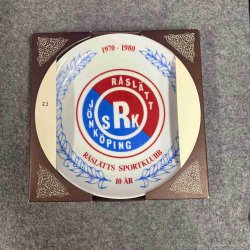 1970 - 1980
RÅSLÄTT
SRK
JÖNKÖPING
RÅSLÄTTS SPORTKLUBB
10 ÅR